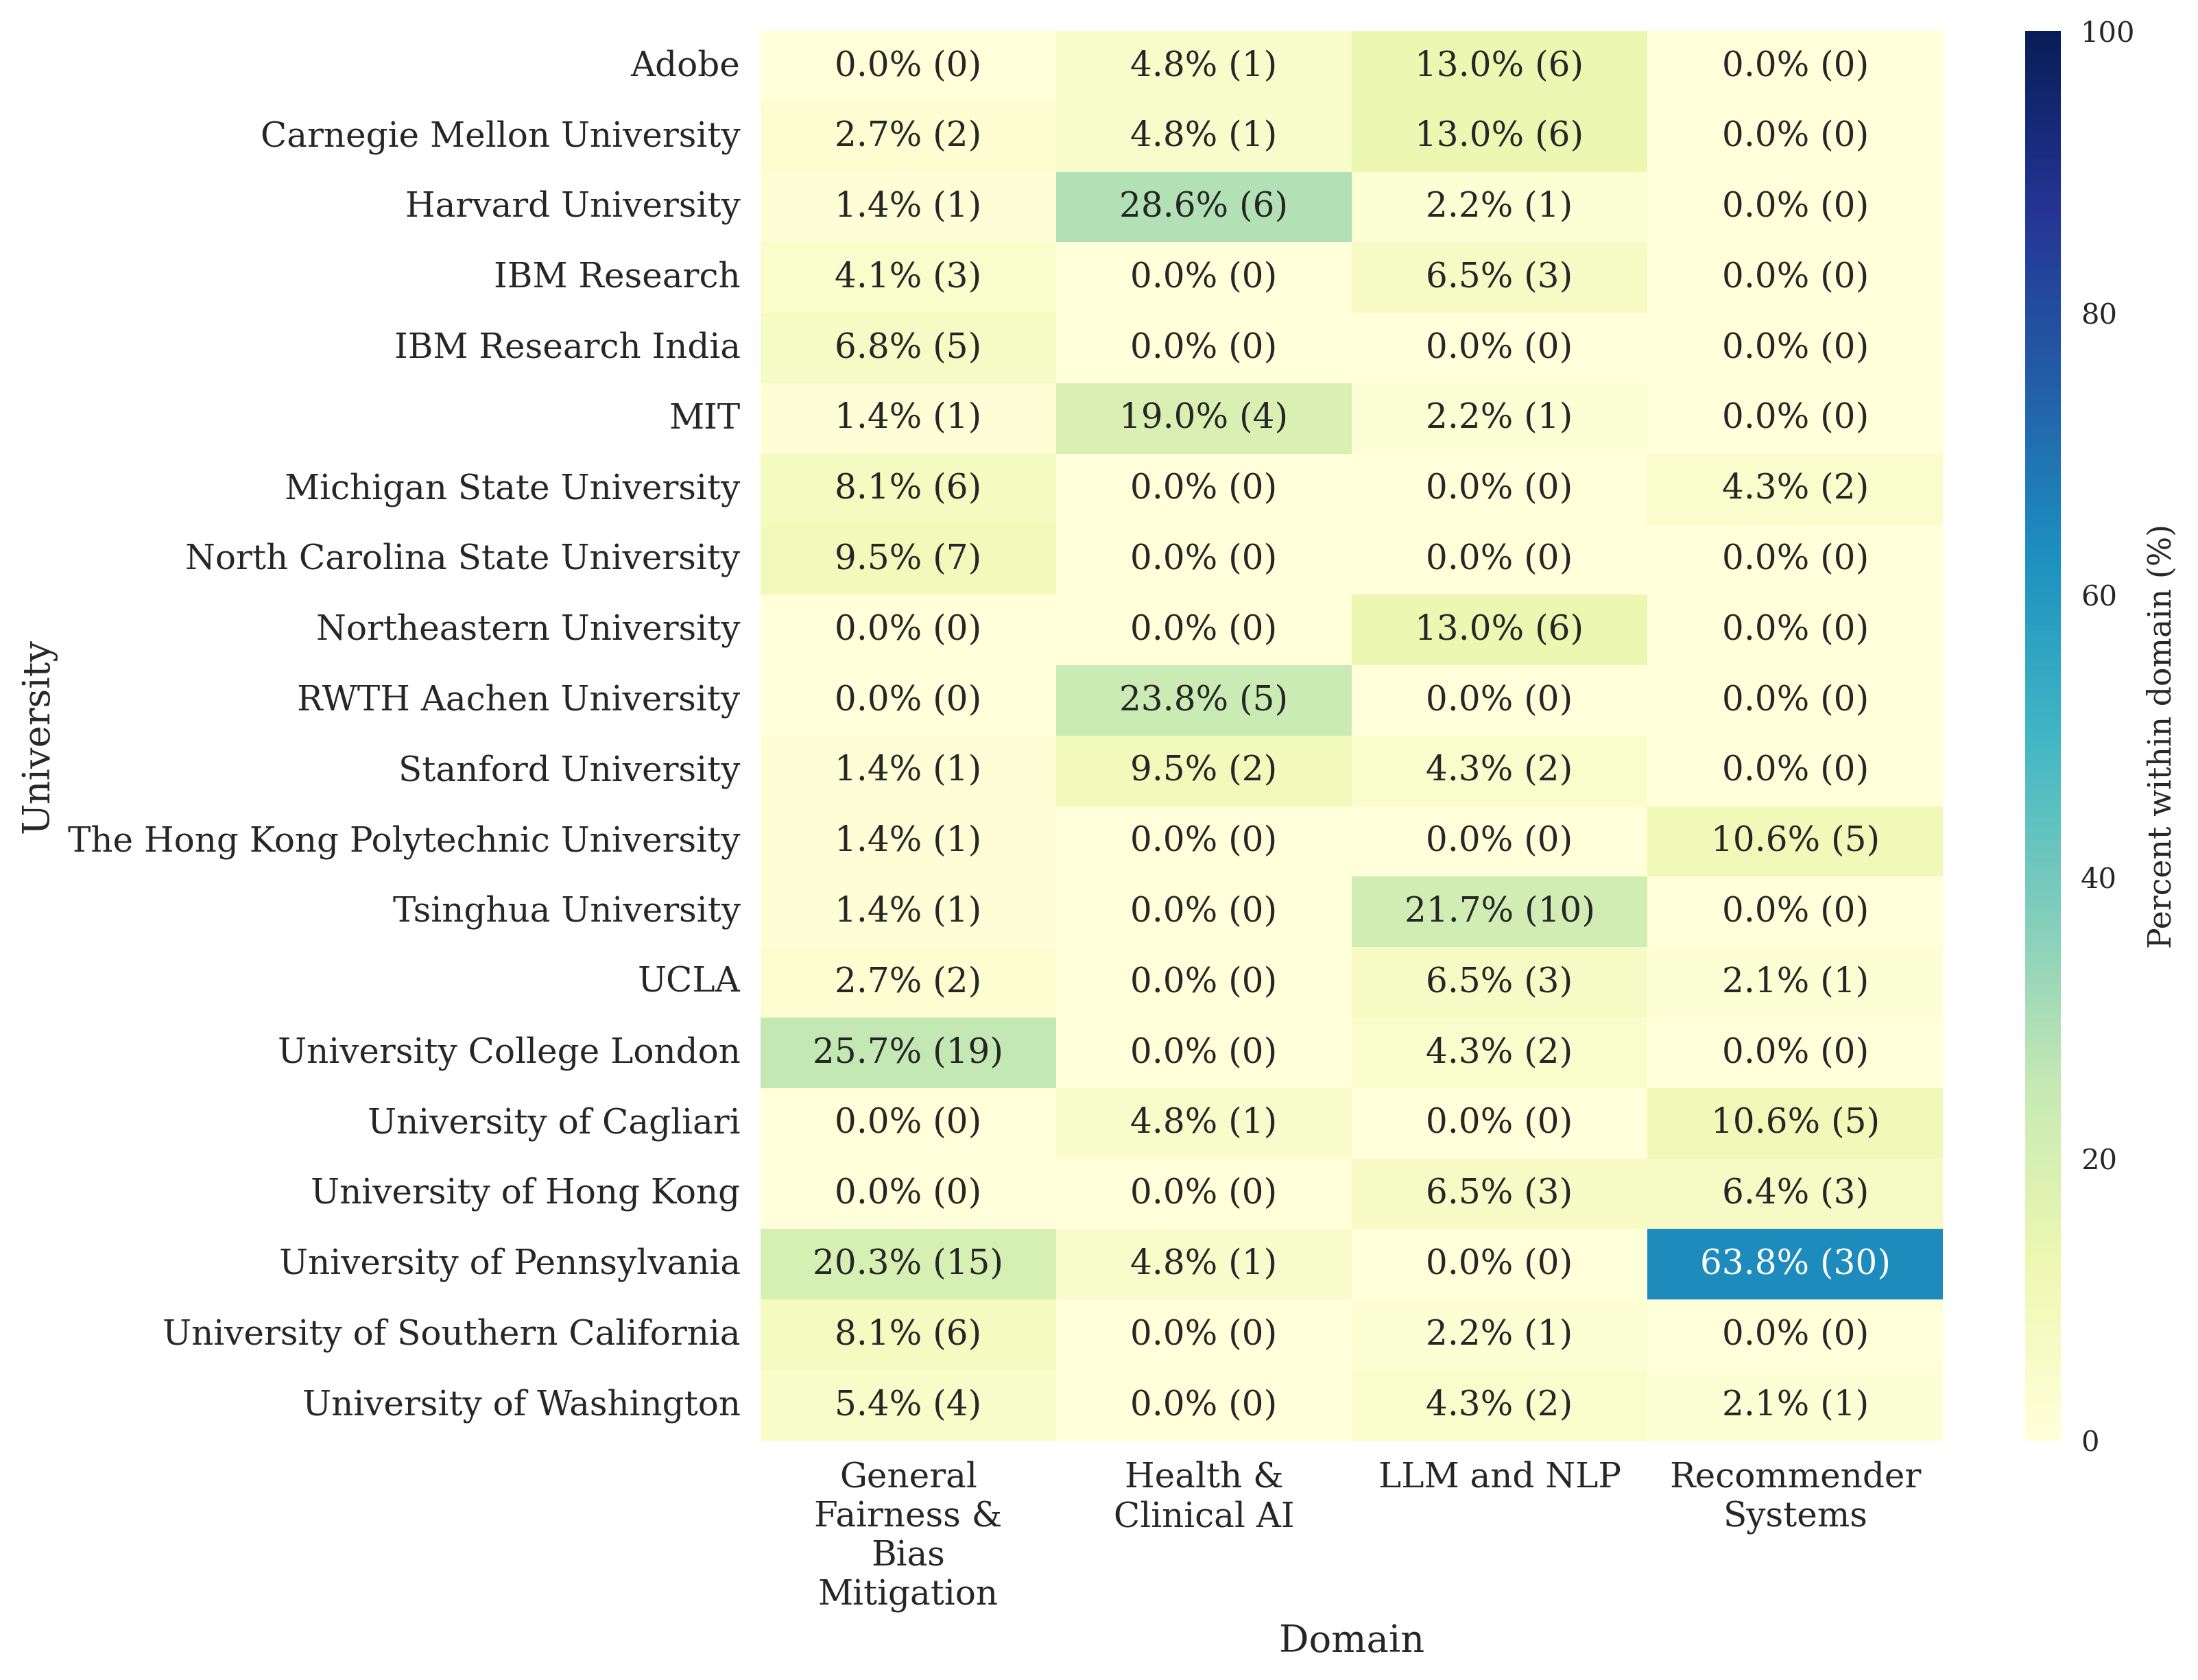 Adobe 0.0% (0) 4.8% (1) 13.0% (6) 0.0% (0)
Carnegie Mellon University 2.7% (2) 4.8% (1) 13.0% (6) 0.0% (0)
Harvard University 1.4% (1) 28.6% (6) 2.2% (1) 0.0% (0)
IBM Research 4.1% (3) 0.0% (0) 6.5% (3) 0.0% (0)
IBM Research India 6.8% (5) 0.0% (0) 0.0% (0) 0.0% (0)
MIT 1.4% (1) 19.0% (4) 2.2% (1) 0.0% (0)
Michigan State University 8.1% (6) 0.0% (0) 0.0% (0) 4.3% (2)
North Carolina State University 9.5% (7) 0.0% (0) 0.0% (0) 0.0% (0)
Northeastern University 0.0% (0) 0.0% (0) 13.0% (6) 0.0% (0)
RWTH Aachen University 0.0% (0) 23.8% (5) 0.0% (0) 0.0% (0)
Stanford University 1.4% (1) 9.5% (2) 4.3% (2) 0.0% (0)
The Hong Kong Polytechnic University 1.4% (1) 0.0% (0) 0.0% (0) 10.6% (5)
Tsinghua University 1.4% (1) 0.0% (0) 21.7% (10) 0.0% (0)
UCLA 2.7% (2) 0.0% (0) 6.5% (3) 2.1% (1)
University College London 25.7% (19) 0.0% (0) 4.3% (2) 0.0% (0)
University of Cagliari 0.0% (0) 4.8% (1) 0.0% (0) 10.6% (5)
University of Hong Kong 0.0% (0) 0.0% (0) 6.5% (3) 6.4% (3)
University of Pennsylvania 20.3% (15) 4.8% (1) 0.0% (0) 63.8% (30)
University of Southern California 8.1% (6) 0.0% (0) 2.2% (1) 0.0% (0)
University of Washington 5.4% (4) 0.0% (0) 4.3% (2) 2.1% (1)
University
General
Fairness &
Bias
Mitigation
Health &
Clinical AI
LLM and NLP
Recommender
Systems
Domain
100
80
60
40
20
0
Percent within domain (%)